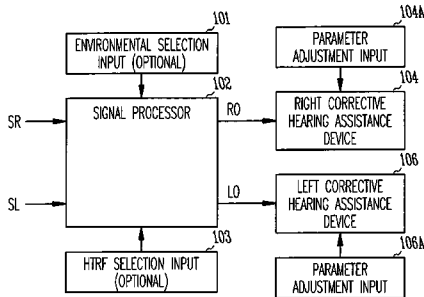 101
ENVIRONMENTAL SELECTION
INPUT (OPTIONAL)
104A
PARAMETER
ADJUSTMENT INPUT
102
SIGNAL PROCESSOR
SR
SL
RO
LO
104
RIGHT CORRECTIVE
HEARING ASSISTANCE
DEVICE
106
LEFT CORRECTIVE
HEARING ASSISTANCE
DEVICE
103
HTRF SELECTION INPUT
(OPTIONAL)
106A
PARAMETER
ADJUSTMENT INPUT